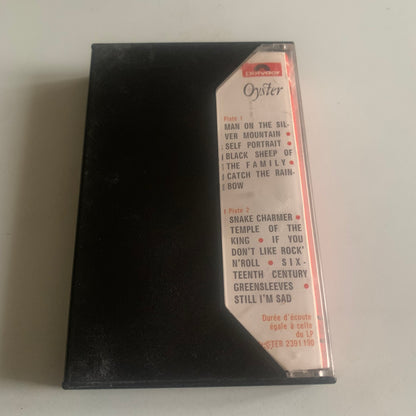 Polydor
Oyster
Piste 1
MAN ON THE SIL-
VER MOUNTAIN •
SELF PORTRAIT •
BLACK SHEEP OF
THE FAMILY •
CATCH THE RAIN-
BOW
Piste 2
SNAKE CHARMER •
TEMPLE OF THE
KING • IF YOU
DON'T LIKE ROCK'
N'ROLL • SIX-
TEENTH CENTURY
GREENSLEEVES •
STILL I'M SAD
Durée d'écoute
égale à celle
du LP
STEB 2391190